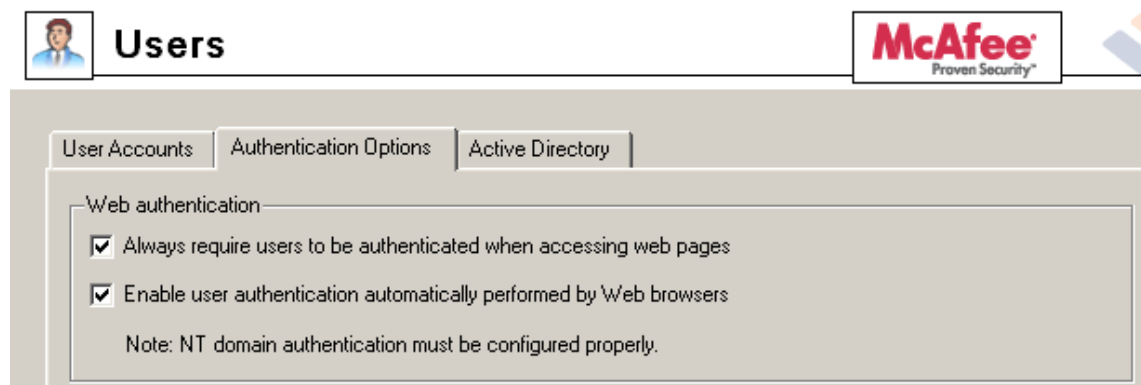 Users
McAfee
Proven Security™
User Accounts
Authentication Options
Active Directory
Web authentication
Always require users to be authenticated when accessing web pages
Enable user authentication automatically performed by Web browsers
Note: NT domain authentication must be configured properly.